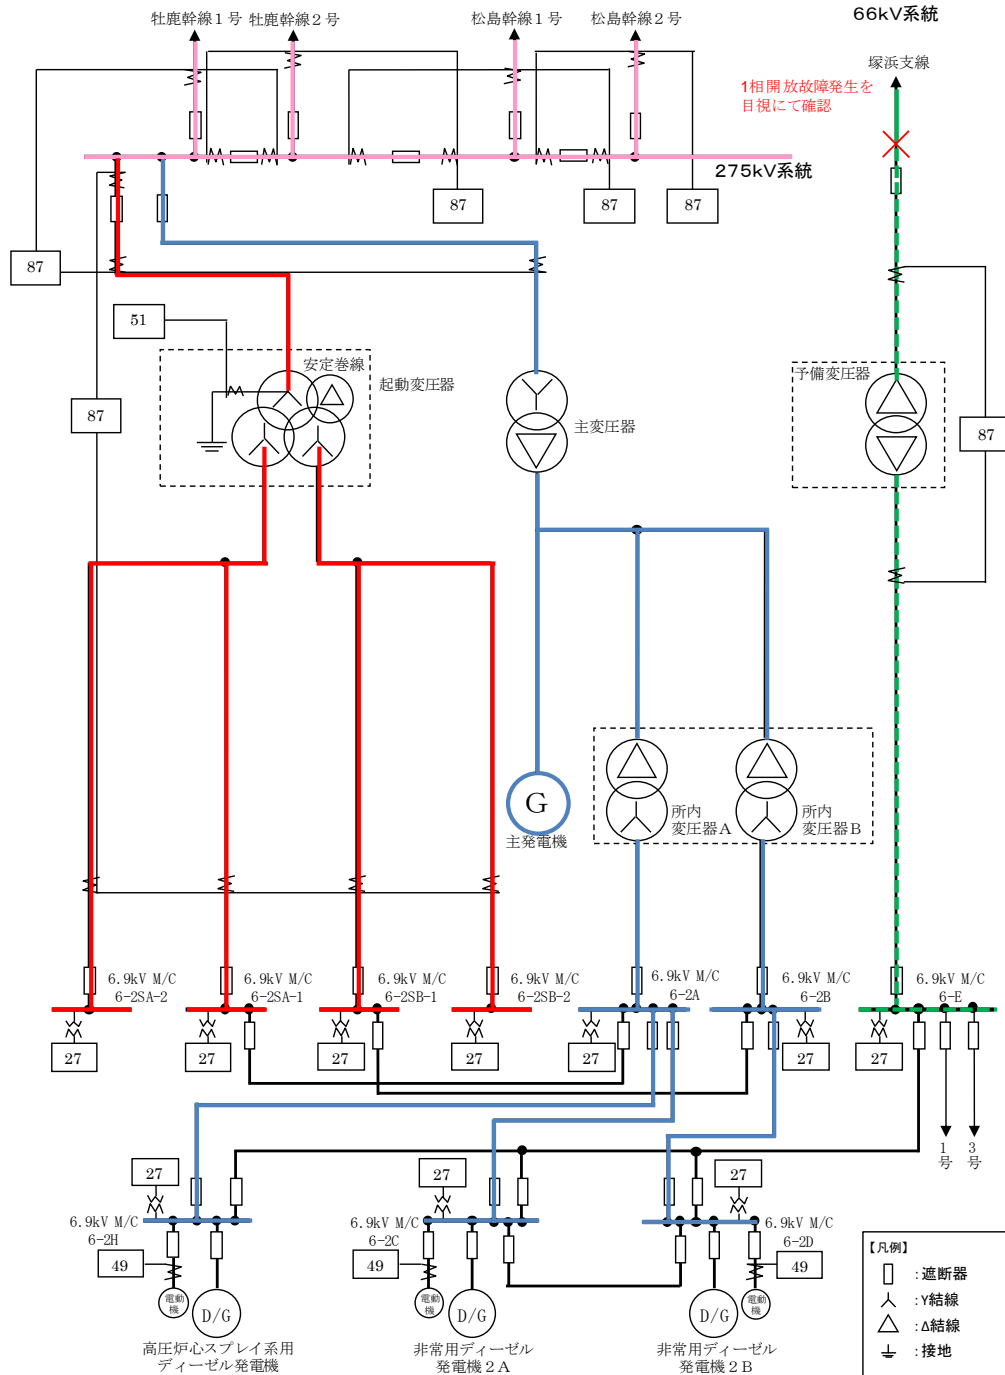 牡鹿幹線１号
牡鹿幹線２号
松島幹線１号
松島幹線２号
66kV系統
塚浜支線
1相開放故障発生を
目視にて確認
275kV系統
87
87
87
87
51
安定巻線
起動変圧器
87
主変圧器
予備変圧器
87
G
主発電機
所内
変圧器Ａ
所内
変圧器Ｂ
6.9kV M/C
6-2SA-2
6.9kV M/C
6-2SA-1
6.9kV M/C
6-2SB-1
6.9kV M/C
6-2SB-2
6.9kV M/C
6-2A
6.9kV M/C
6-2B
6.9kV M/C
6-E
27
27
27
27
27
27
27
1号
3号
27
27
27
6.9kV M/C
6-2H
6.9kV M/C
6-2C
6.9kV M/C
6-2D
49
49
49
電動
機
D/G
電動
機
D/G
D/G
電動
機
高圧炉心スプレイ系用
ディーゼル発電機
非常用ディーゼル
発電機２Ａ
非常用ディーゼル
発電機２Ｂ
【凡例】
：遮断器
：Y結線
：Δ結線
：接地